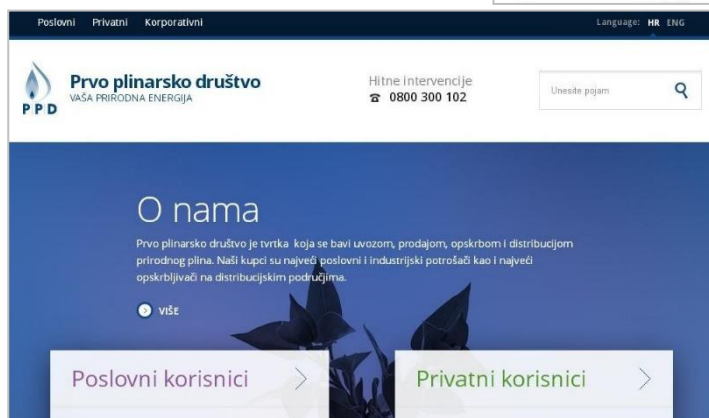 Poslovni Privatni Korporativni
Language: HR ENG
PPD
Prvo plinarsko društvo
VAŠA PRIRODNA ENERGIJA
Hitne intervencije
0800 300 102
Unesite pojam
O nama
Prvo plinarsko društvo je tvrtka koja se bavi uvozom, prodajom, opskrbom i distribucijom
prirodnog plina. Naši kupci su najveći poslovni i industrijski potrošači kao i najveći
opskrbljivači na distribucijskim područjima.
VIŠE
Poslovni korisnici
Privatni korisnici